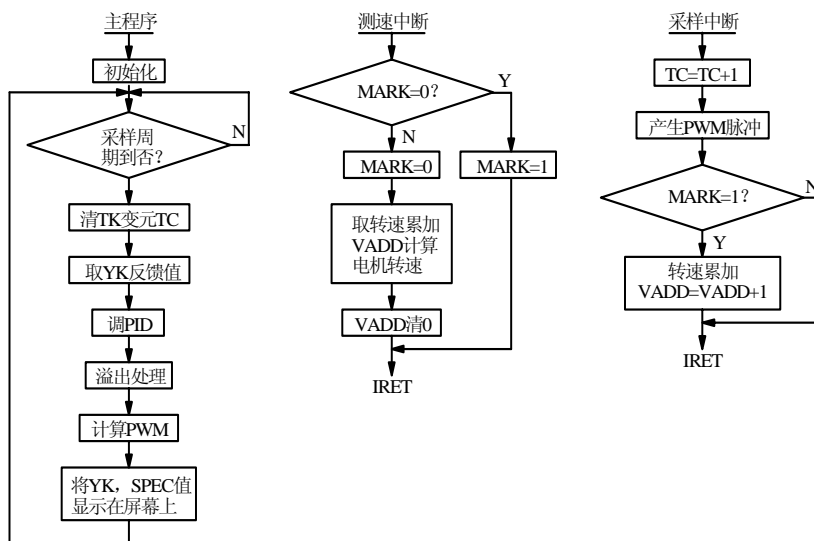 主程序
初始化
采样周
期到否?
N
清TK变元TC
取YK反馈值
调PID
溢出处理
计算PWM
将YK，SPEC值
显示在屏幕上
测速中断
MARK=0?
Y
N
MARK=0
MARK=1
取转速累加
VADD计算
电机转速
VADD清0
IRET
采样中断
TC=TC+1
产生PWM脉冲
MARK=1?
N
Y
转速累加
VADD=VADD+1
IRET